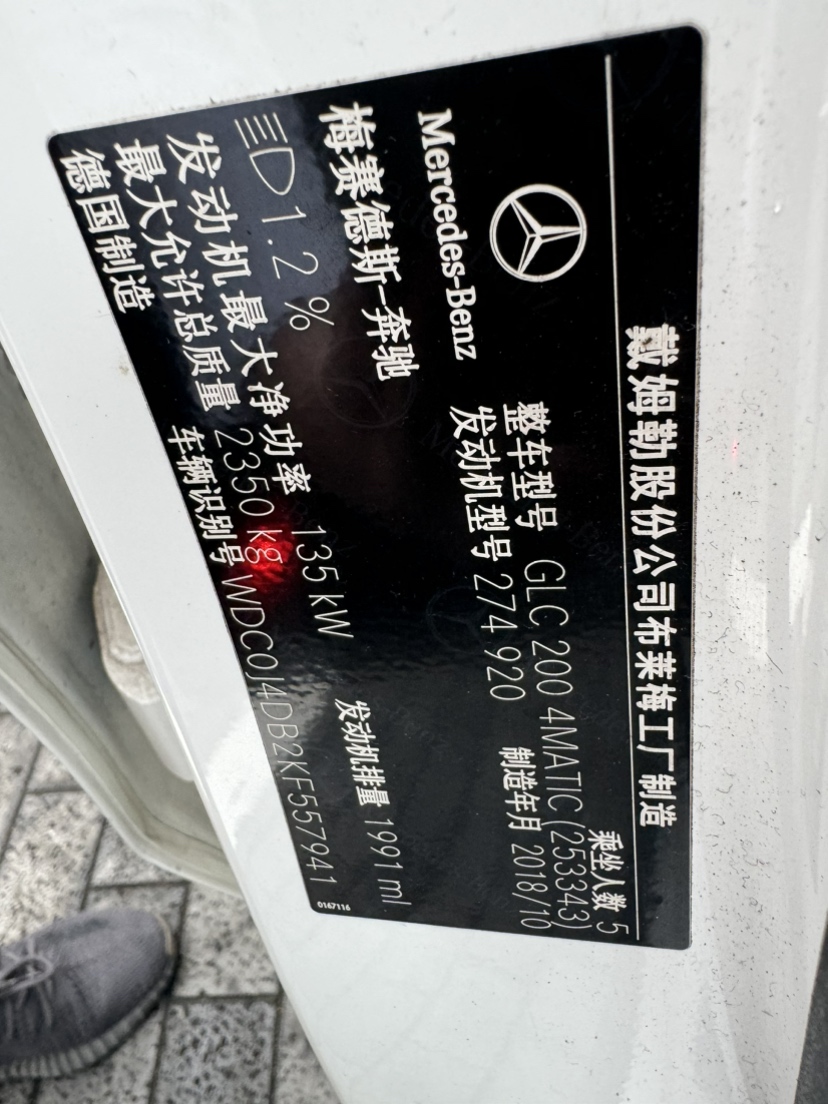 戴姆勒股份公司布莱梅工厂制造
乘坐人数 5
整车型号 GLC 200 4MATIC (253343)
Mercedes-Benz
发动机型号 274 920
制造年月 2018/10
梅赛德斯-奔驰
1.2 %
发动机排量 1991 ml
发动机最大净功率 135 kW
最大允许总质量 2350 kg
德国制造
车辆识别号 WDC0J4DB2KF557941
0167116